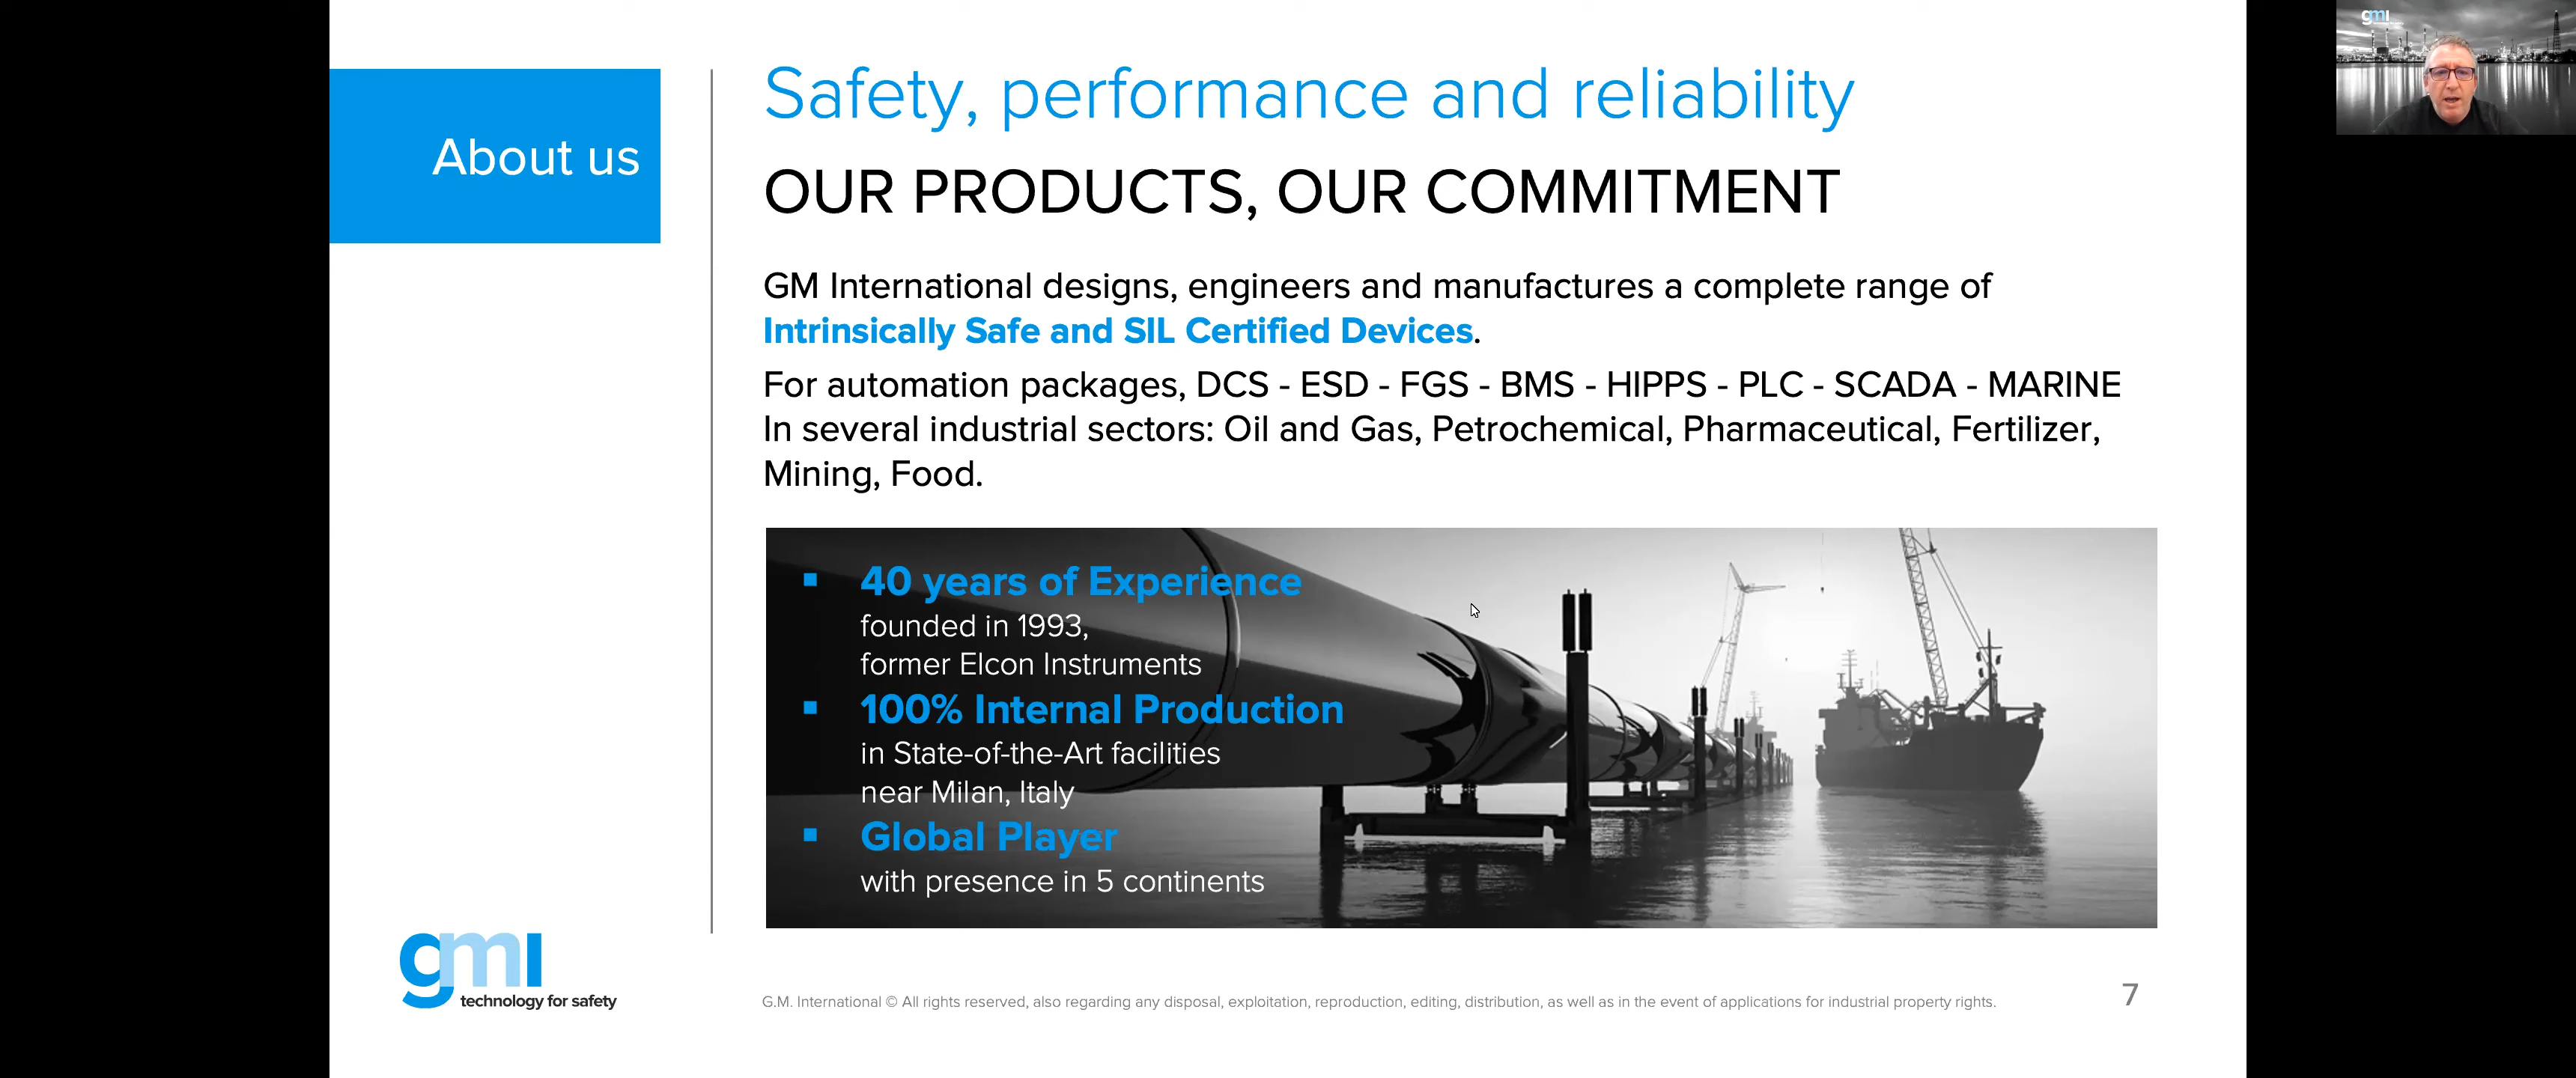 About us
Safety, performance and reliability
OUR PRODUCTS, OUR COMMITMENT
GM International designs, engineers and manufactures a complete range of
Intrinsically Safe and SIL Certified Devices.
For automation packages, DCS - ESD - FGS - BMS - HIPPS - PLC - SCADA - MARINE
In several industrial sectors: Oil and Gas, Petrochemical, Pharmaceutical, Fertilizer,
Mining, Food.
▪ 40 years of Experience
founded in 1993,
former Elcon Instruments
▪ 100% Internal Production
in State-of-the-Art facilities
near Milan, Italy
▪ Global Player
with presence in 5 continents
gmi
technology for safety
G.M. International © All rights reserved, also regarding any disposal, exploitation, reproduction, editing, distribution, as well as in the event of applications for industrial property rights.
7
gmi